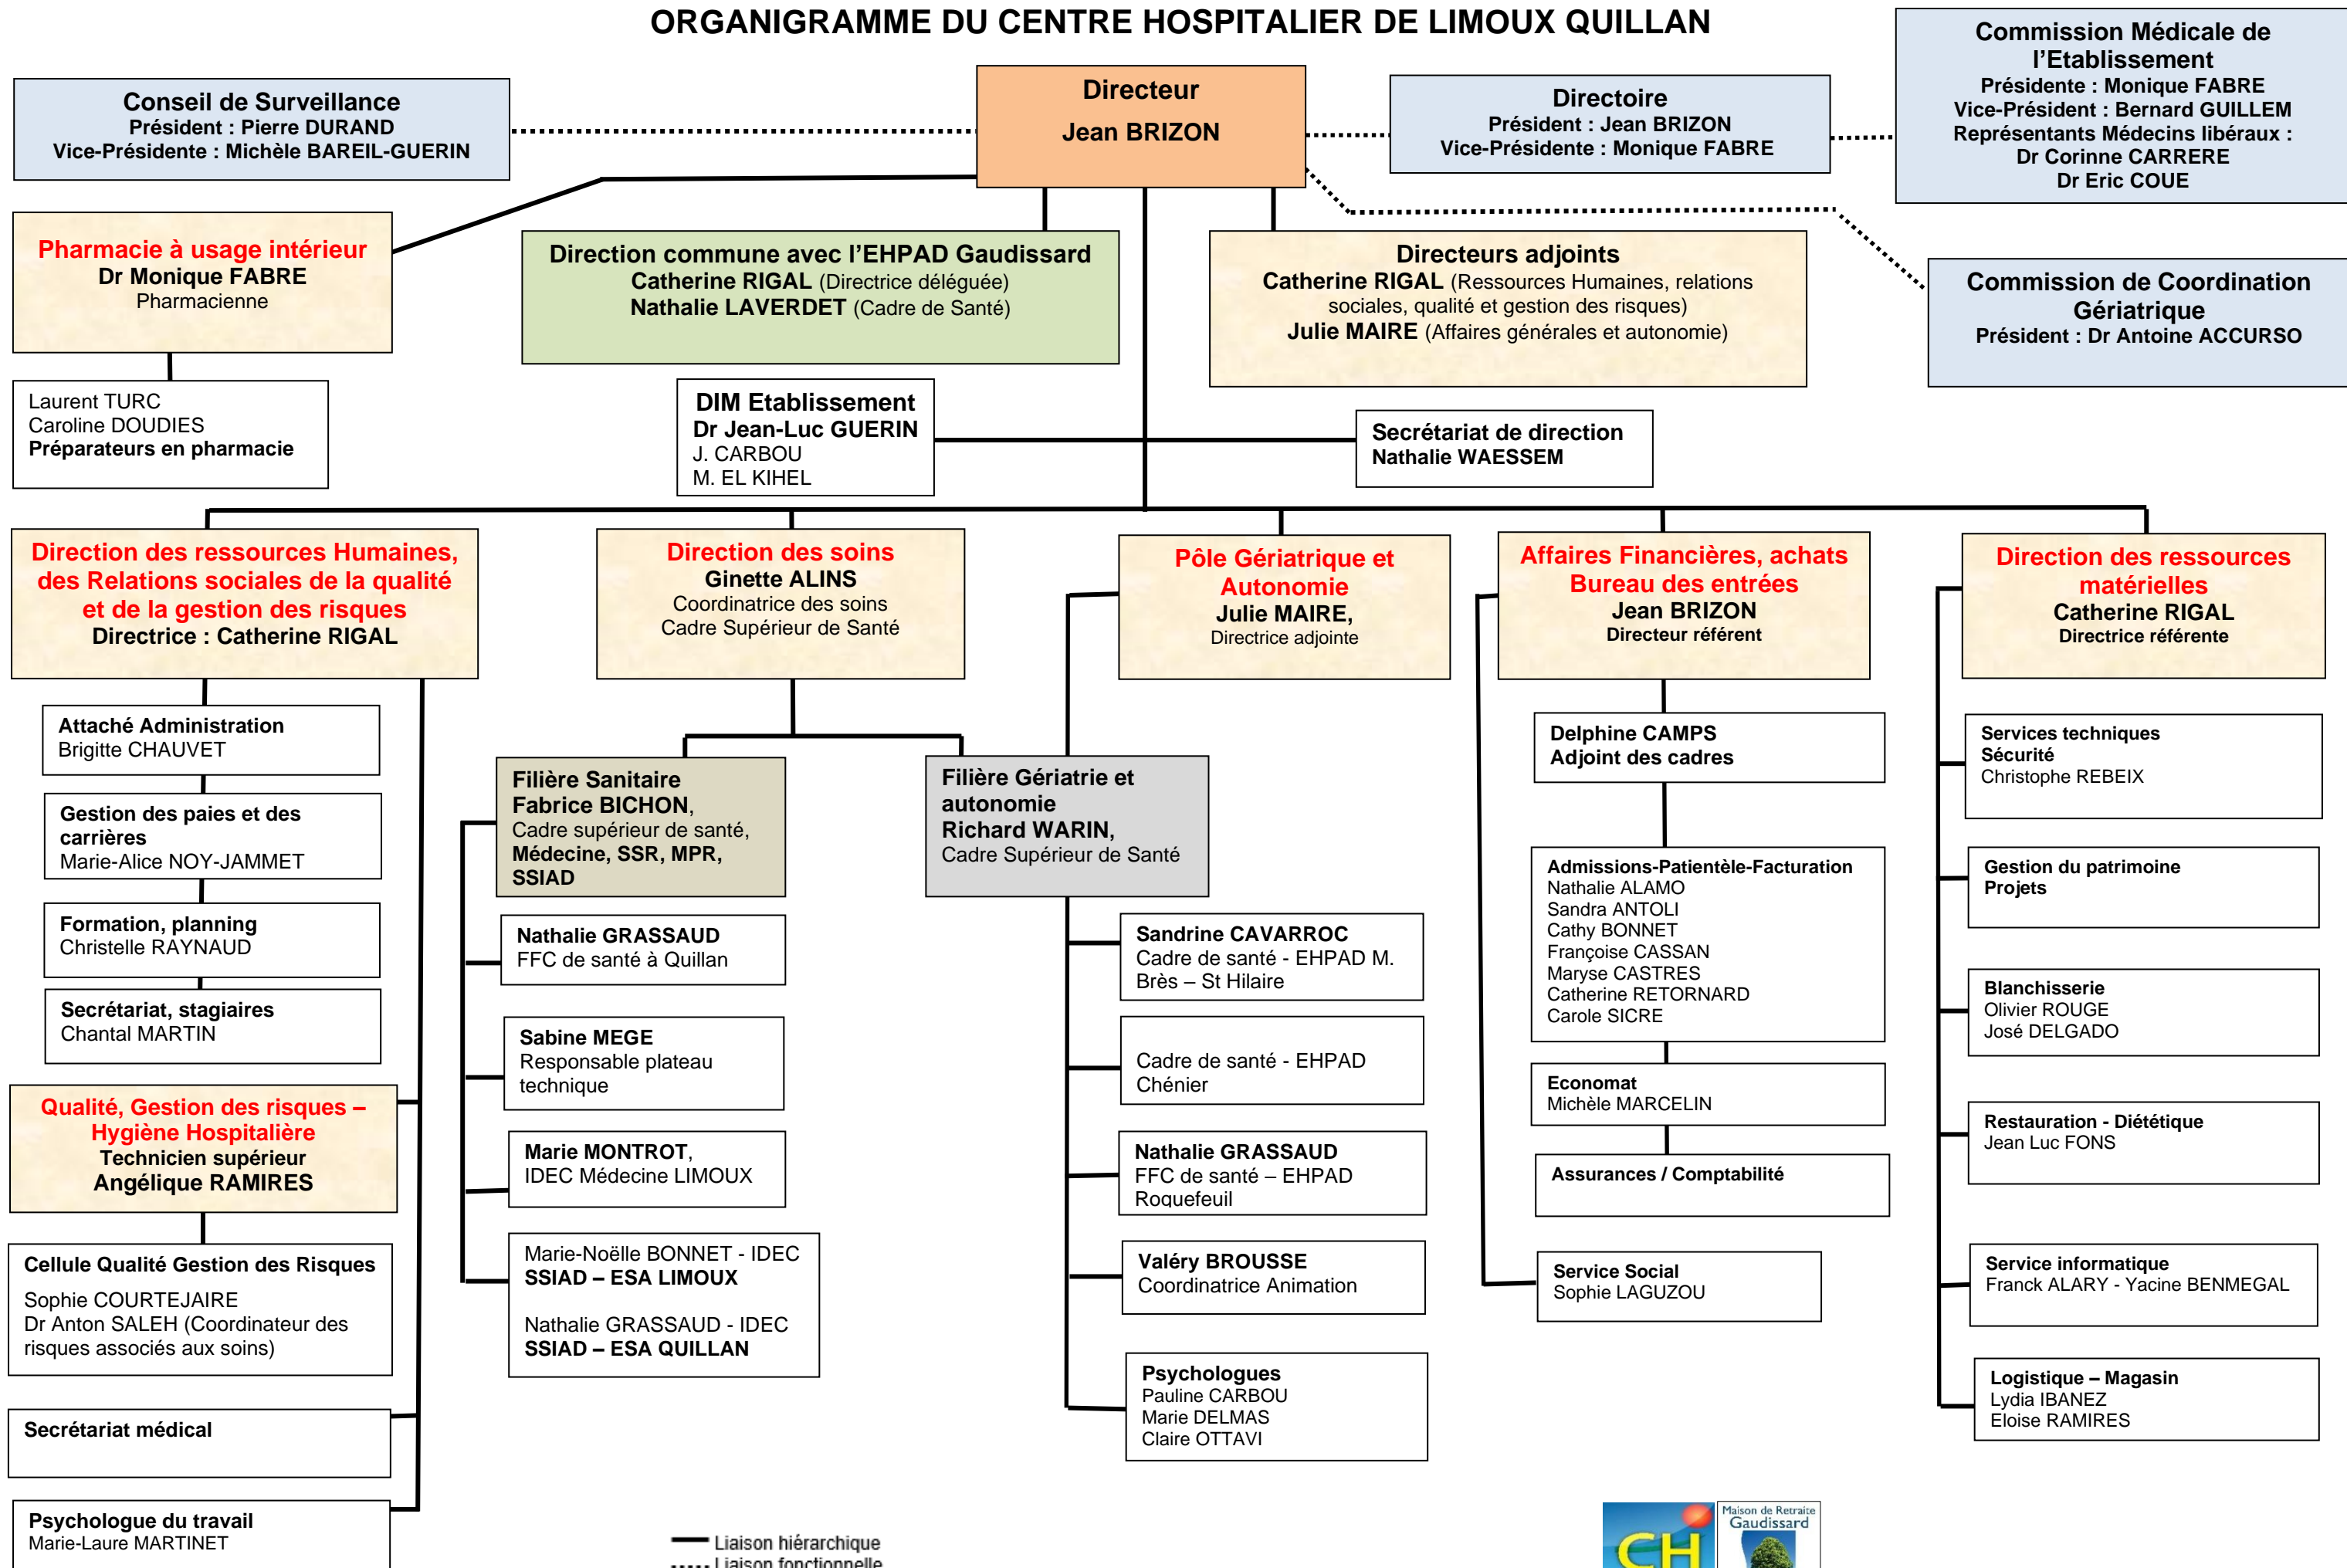 ORGANIGRAMME DU CENTRE HOSPITALIER DE LIMOUX QUILLAN
Conseil de Surveillance
Président : Pierre DURAND
Vice-Présidente : Michèle BAREIL-GUERIN
Directeur
Jean BRIZON
Directoire
Président : Jean BRIZON
Vice-Présidente : Monique FABRE
Commission Médicale de
l'Etablissement
Présidente : Monique FABRE
Vice-Président : Bernard GUILLEM
Représentants Médecins libéraux :
Dr Corinne CARRERE
Dr Eric COUE
Pharmacie à usage intérieur
Dr Monique FABRE
Pharmacienne
Direction commune avec l'EHPAD Gaudissard
Catherine RIGAL (Directrice déléguée)
Nathalie LAVERDET (Cadre de Santé)
Directeurs adjoints
Catherine RIGAL (Ressources Humaines, relations
sociales, qualité et gestion des risques)
Julie MAIRE (Affaires générales et autonomie)
Commission de Coordination
Gériatrique
Président : Dr Antoine ACCURSO
Laurent TURC
Caroline DOUDIES
Préparateurs en pharmacie
DIM Etablissement
Dr Jean-Luc GUERIN
J. CARBOU
M. EL KIHEL
Secrétariat de direction
Nathalie WAESSEM
Direction des ressources Humaines,
des Relations sociales de la qualité
et de la gestion des risques
Directrice : Catherine RIGAL
Direction des soins
Ginette ALINS
Coordinatrice des soins
Cadre Supérieur de Santé
Pôle Gériatrique et
Autonomie
Julie MAIRE,
Directrice adjointe
Affaires Financières, achats
Bureau des entrées
Jean BRIZON
Directeur référent
Direction des ressources
matérielles
Catherine RIGAL
Directrice référente
Attaché Administration
Brigitte CHAUVET
Gestion des paies et des
carrières
Marie-Alice NOY-JAMMET
Formation, planning
Christelle RAYNAUD
Secrétariat, stagiaires
Chantal MARTIN
Qualité, Gestion des risques –
Hygiène Hospitalière
Technicien supérieur
Angélique RAMIRES
Cellule Qualité Gestion des Risques
Sophie COURTEJAIRE
Dr Anton SALEH (Coordinateur des
risques associés aux soins)
Secrétariat médical
Psychologue du travail
Marie-Laure MARTINET
Filière Sanitaire
Fabrice BICHON,
Cadre supérieur de santé,
Médecine, SSR, MPR,
SSIAD
Nathalie GRASSAUD
FFC de santé à Quillan
Sabine MEGE
Responsable plateau
technique
Marie MONTROT,
IDEC Médecine LIMOUX
Marie-Noëlle BONNET - IDEC
SSIAD – ESA LIMOUX
Nathalie GRASSAUD - IDEC
SSIAD – ESA QUILLAN
Filière Gériatrie et
autonomie
Richard WARIN,
Cadre Supérieur de Santé
Sandrine CAVARROC
Cadre de santé - EHPAD M.
Brès – St Hilaire
Cadre de santé - EHPAD
Chénier
Nathalie GRASSAUD
FFC de santé – EHPAD
Roquefeuil
Valéry BROUSSE
Coordinatrice Animation
Psychologues
Pauline CARBOU
Marie DELMAS
Claire OTTAVI
Delphine CAMPS
Adjoint des cadres
Admissions-Patientèle-Facturation
Nathalie ALAMO
Sandra ANTOLI
Cathy BONNET
Françoise CASSAN
Maryse CASTRES
Catherine RETORNARD
Carole SICRE
Economat
Michèle MARCELIN
Assurances / Comptabilité
Service Social
Sophie LAGUZOU
Services techniques
Sécurité
Christophe REBEIX
Gestion du patrimoine
Projets
Blanchisserie
Olivier ROUGE
José DELGADO
Restauration - Diététique
Jean Luc FONS
Service informatique
Franck ALARY - Yacine BENMEGAL
Logistique – Magasin
Lydia IBANEZ
Eloise RAMIRES
Liaison hiérarchique
Liaison fonctionnelle
CH
Maison de Retraite
Gaudissard